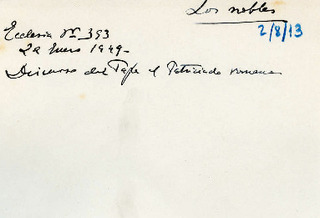 Los nobles
2/8/13
Ecclesia Nº 393
22 Enero 1949-
Discurso del Papa al Patriciado romano